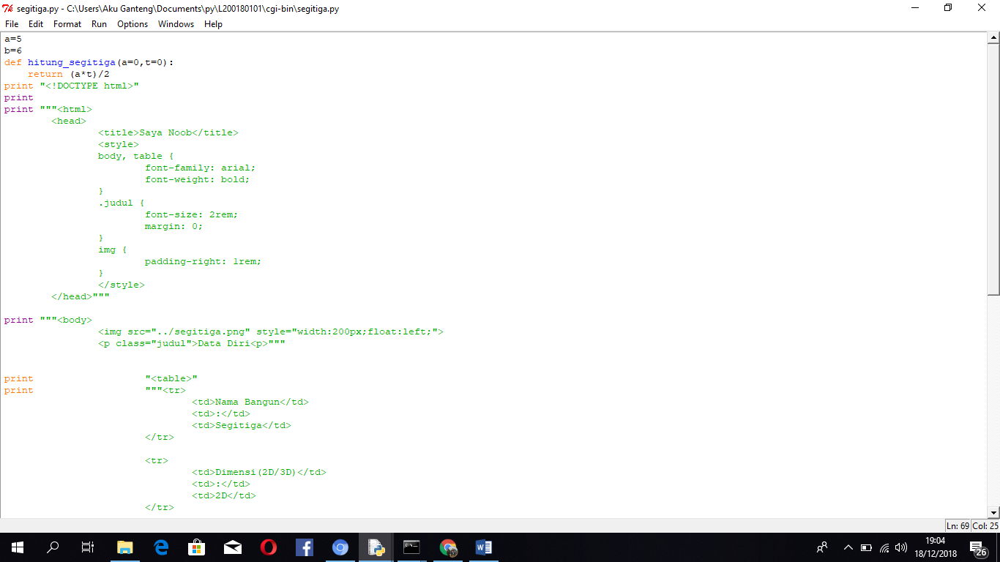 segitiga.py - C:\Users\Aku Ganteng\Documents\py\L200180101\cgi-bin\segitiga.py
File Edit Format Run Options Windows Help
a=5
b=6
def hitung_segitiga(a=0,t=0):
    return (a*t)/2
print "<!DOCTYPE html>"
print
print """<html>
        <head>
                <title>Saya Noob</title>
                <style>
                body, table {
                        font-family: arial;
                        font-weight: bold;
                }
                .judul {
                        font-size: 2rem;
                        margin: 0;
                }
                img {
                        padding-right: 1rem;
                }
                </style>
        </head>"""
print """<body>
                <img src="../segitiga.png" style="width:200px;float:left;">
                <p class="judul">Data Diri<p>"""
print                   "<table>"
print                   """<tr>
                                <td>Nama Bangun</td>
                                <td>:</td>
                                <td>Segitiga</td>
                        </tr>
                        <tr>
                                <td>Dimensi(2D/3D)</td>
                                <td>:</td>
                                <td>2D</td>
                        </tr>
Ln: 69 Col: 25
19:04
18/12/2018
26